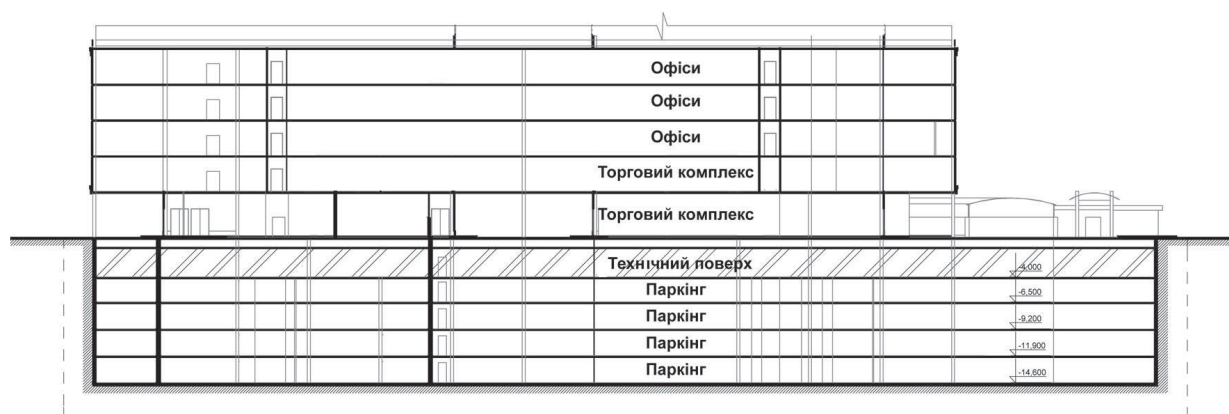 Офіси
Офіси
Офіси
Торговий комплекс
Торговий комплекс
Технічний поверх
-4,000
Паркінг
-6,500
Паркінг
-9,200
Паркінг
-11,900
Паркінг
-14,600